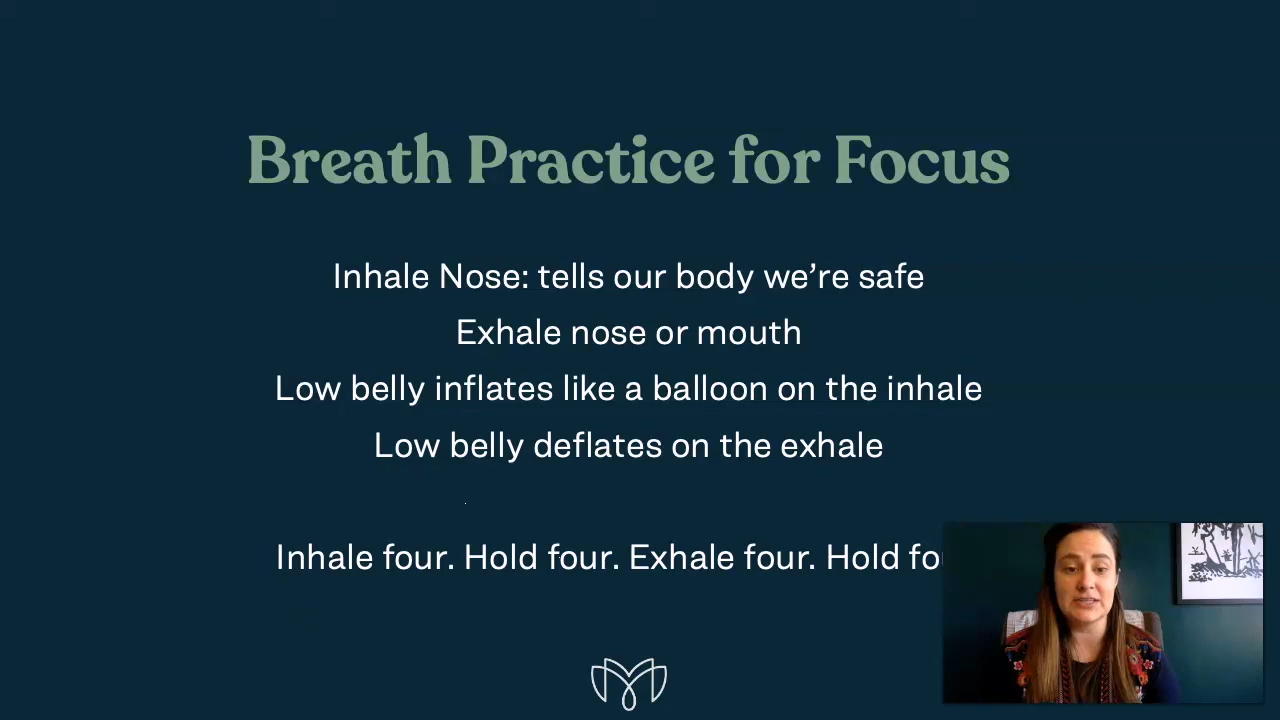 Breath Practice for Focus
Inhale Nose: tells our body we’re safe
Exhale nose or mouth
Low belly inflates like a balloon on the inhale
Low belly deflates on the exhale
Inhale four. Hold four. Exhale four. Hold